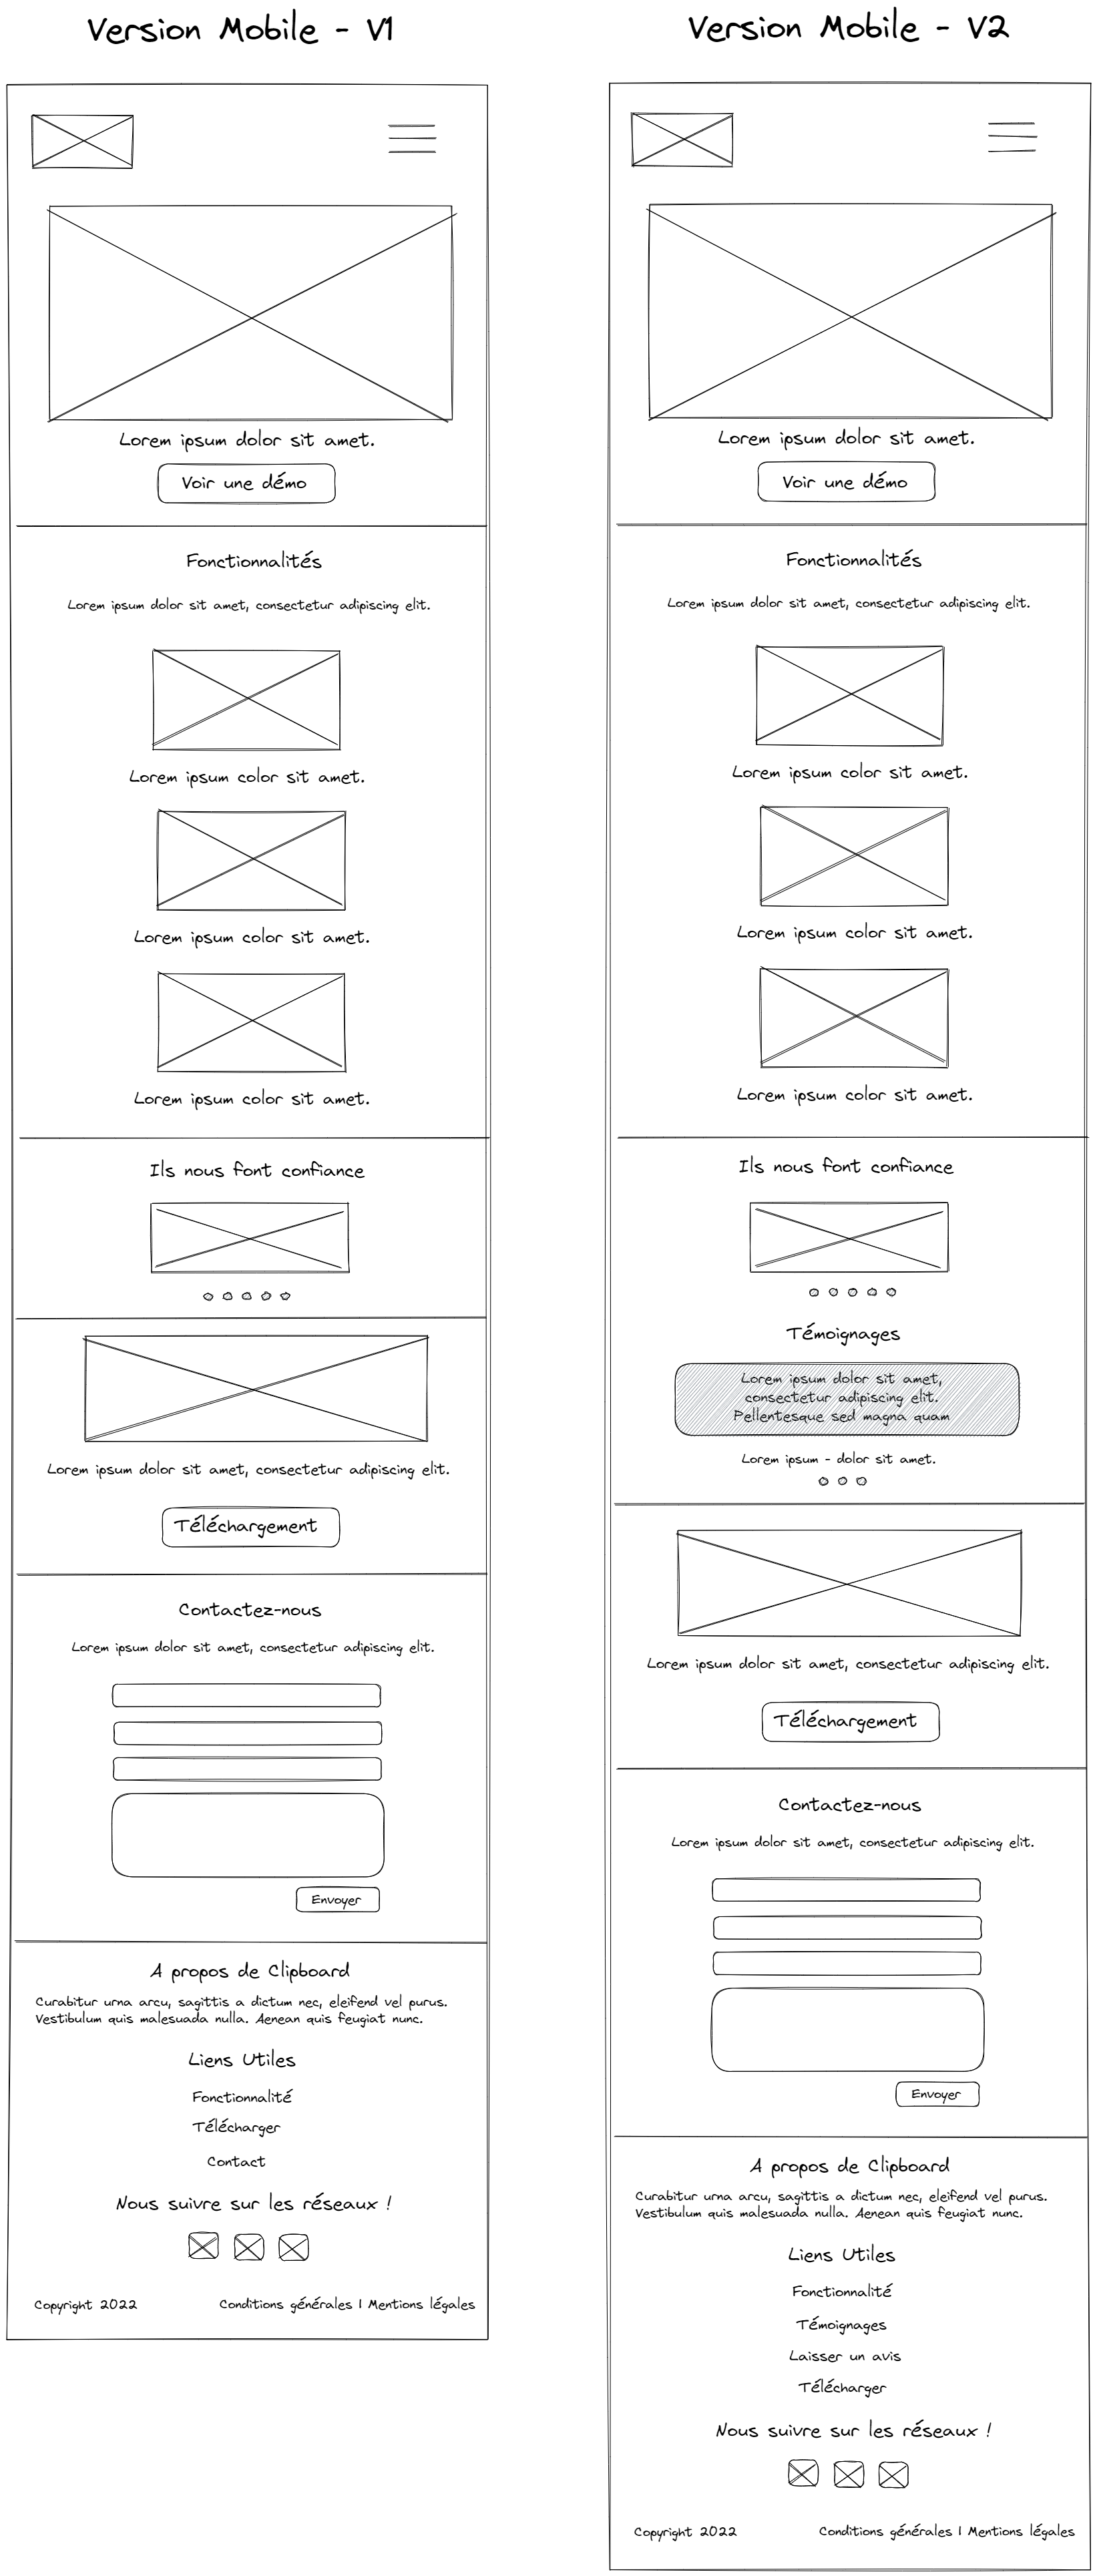 Version Mobile - V1
Lorem ipsum dolor sit amet.
Voir une démo
Fonctionnalités
Lorem ipsum dolor sit amet, consectetur adipiscing elit.
Lorem ipsum color sit amet.
Lorem ipsum color sit amet.
Lorem ipsum color sit amet.
Ils nous font confiance
Lorem ipsum dolor sit amet, consectetur adipiscing elit.
Téléchargement
Contactez-nous
Lorem ipsum dolor sit amet, consectetur adipiscing elit.
Envoyer
A propos de Clipboard
Curabitur urna arcu, sagittis a dictum nec, eleifend vel purus.
Vestibulum quis malesuada nulla. Aenean quis feugiat nunc.
Liens Utiles
Fonctionnalité
Télécharger
Contact
Nous suivre sur les réseaux !
Copyright 2022
Conditions générales | Mentions légales
Version Mobile - V2
Lorem ipsum dolor sit amet.
Voir une démo
Fonctionnalités
Lorem ipsum dolor sit amet, consectetur adipiscing elit.
Lorem ipsum color sit amet.
Lorem ipsum color sit amet.
Lorem ipsum color sit amet.
Ils nous font confiance
Témoignages
Lorem ipsum dolor sit amet,
consectetur adipiscing elit.
Pellentesque sed magna quam
Lorem ipsum - dolor sit amet.
Lorem ipsum dolor sit amet, consectetur adipiscing elit.
Téléchargement
Contactez-nous
Lorem ipsum dolor sit amet, consectetur adipiscing elit.
Envoyer
A propos de Clipboard
Curabitur urna arcu, sagittis a dictum nec, eleifend vel purus.
Vestibulum quis malesuada nulla. Aenean quis feugiat nunc.
Liens Utiles
Fonctionnalité
Témoignages
Laisser un avis
Télécharger
Nous suivre sur les réseaux !
Copyright 2022
Conditions générales | Mentions légales